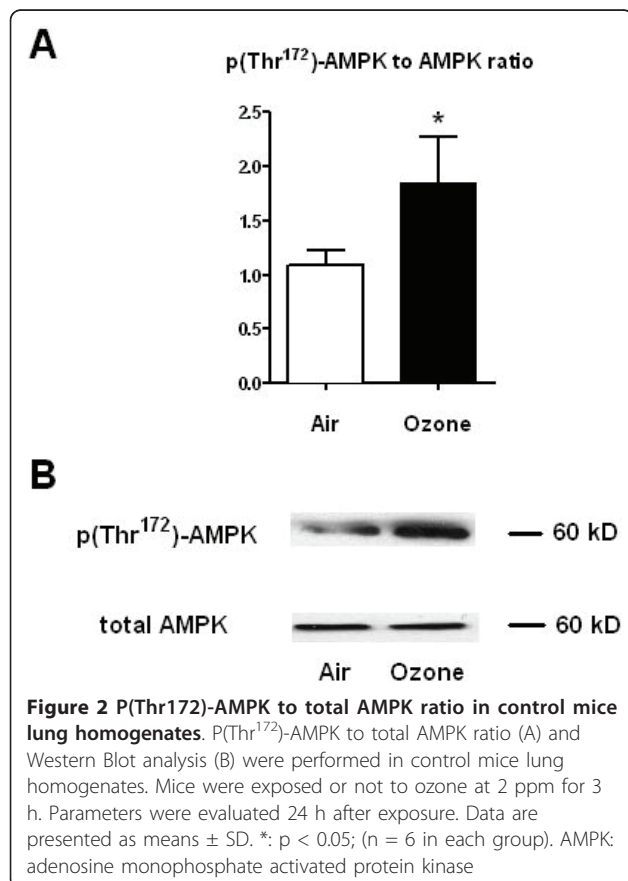 A
p(Thr¹⁷²)-AMPK to AMPK ratio
*
2.5
2.0
1.5
1.0
0.5
0.0
Air Ozone
B
p(Thr¹⁷²)-AMPK — 60 kD
total AMPK — 60 kD
Air Ozone
Figure 2 P(Thr172)-AMPK to total AMPK ratio in control mice
lung homogenates. P(Thr¹⁷²)-AMPK to total AMPK ratio (A) and
Western Blot analysis (B) were performed in control mice lung
homogenates. Mice were exposed or not to ozone at 2 ppm for 3
h. Parameters were evaluated 24 h after exposure. Data are
presented as means ± SD. *: p < 0.05; (n = 6 in each group). AMPK:
adenosine monophosphate activated protein kinase